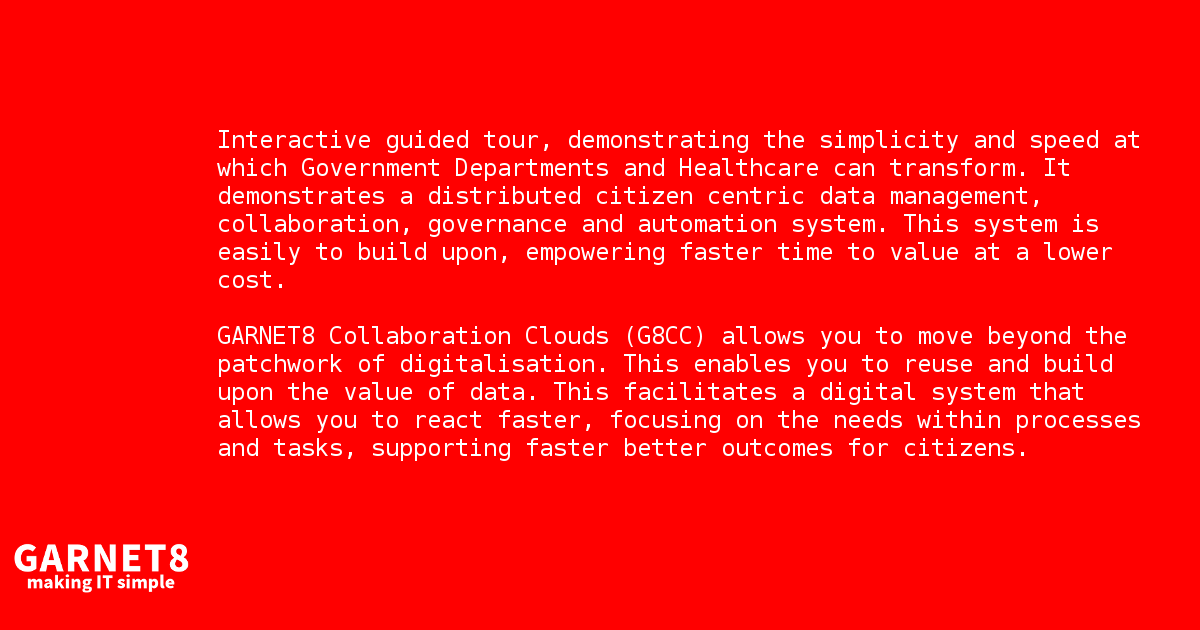 Interactive guided tour, demonstrating the simplicity and speed at
which Government Departments and Healthcare can transform. It
demonstrates a distributed citizen centric data management,
collaboration, governance and automation system. This system is
easily to build upon, empowering faster time to value at a lower
cost.
GARNET8 Collaboration Clouds (G8CC) allows you to move beyond the
patchwork of digitalisation. This enables you to reuse and build
upon the value of data. This facilitates a digital system that
allows you to react faster, focusing on the needs within processes
and tasks, supporting faster better outcomes for citizens.
GARNET8
making IT simple